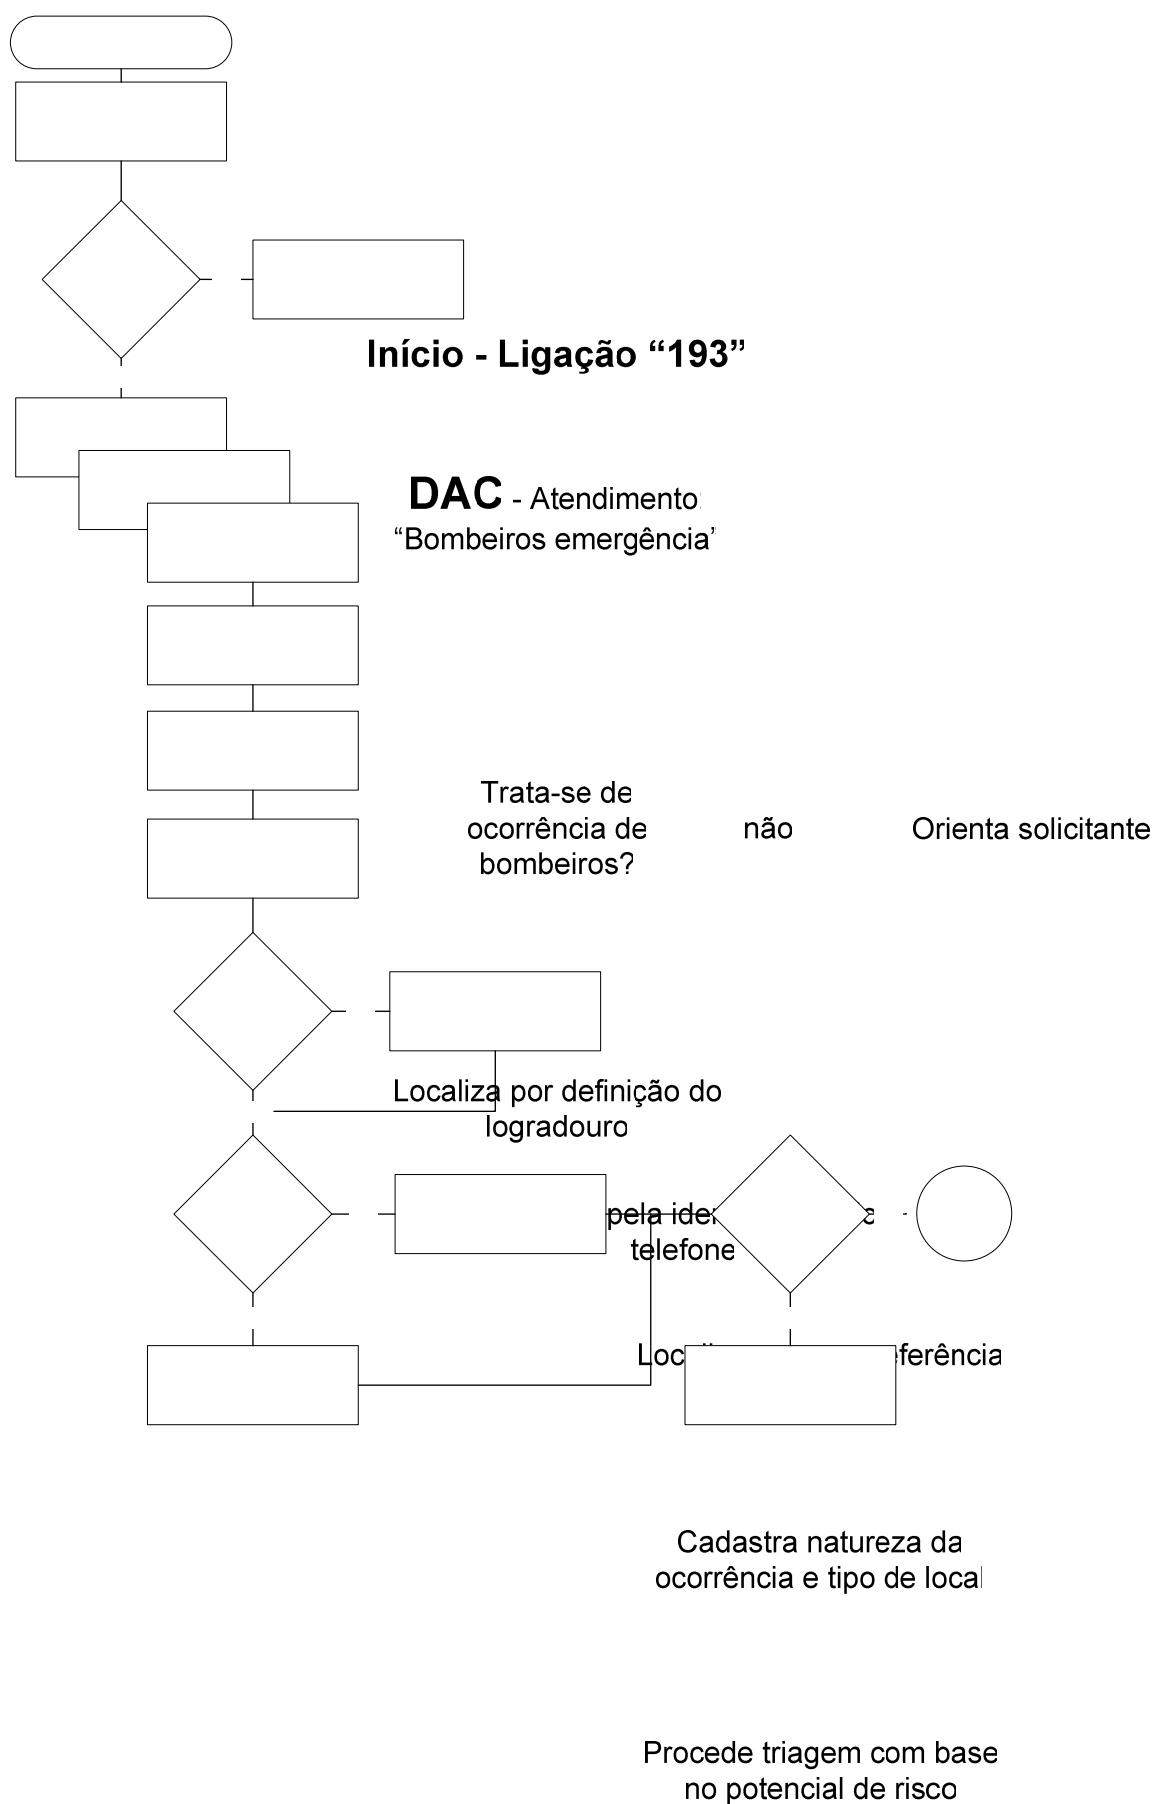 Início - Ligação “193”
DAC - Atendimento:
“Bombeiros emergência”
Trata-se de
ocorrência de
bombeiros?
não
Orienta solicitante
Localiza por definição do
logradouro
pela
telefone
Cadastra natureza da
ocorrência e tipo de local
Procede triagem com base
no potencial de risco